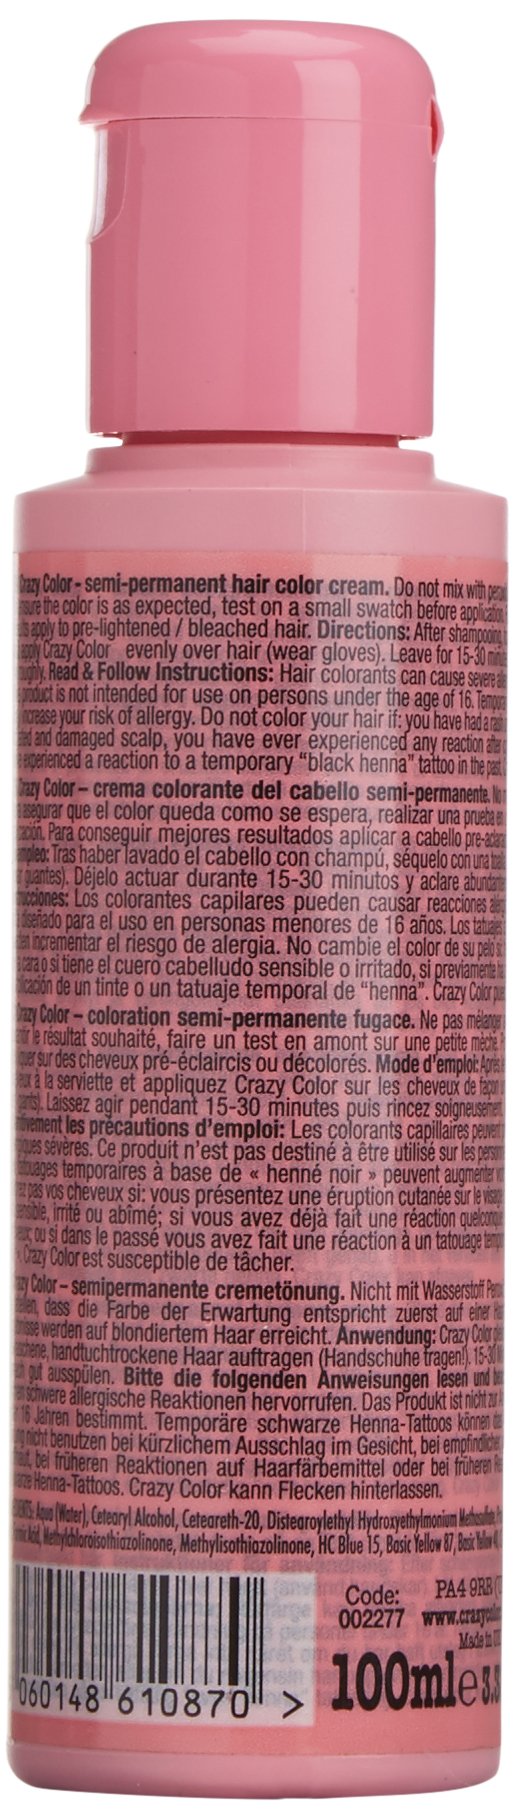 Crazy Color - semi-permanent hair color cream. Do not mix with
ensure the color is as expected, test on a small swatch before application.
apply to pre-lightened / bleached hair. Directions: After shampooing,
apply Crazy Color evenly over hair (wear gloves). Leave for 15-30 minutes
Read & Follow Instructions: Hair colorants can cause severe
product is not intended for use on persons under the age of 16.
increase your risk of allergy. Do not color your hair if: you have had a
and damaged scalp, you have ever experienced any reaction after
experienced a reaction to a temporary “black henna” tattoo in the past.
Crazy Color – crema colorante del cabello semi-permanente. No
asegurar que el color queda como se espera, realizar una prueba en
Para conseguir mejores resultados aplicar a cabello
Tras haber lavado el cabello con champú, séquelo con una
guantes). Déjelo actuar durante 15-30 minutos y aclare
Los colorantes capilares pueden causar reacciones
diseñado para el uso en personas menores de 16 años. Los
incrementar el riesgo de alergia. No cambie el color de su pelo si:
cara o si tiene el cuero cabelludo sensible o irritado, si previamente
de un tinte o un tatuaje temporal de “henna”. Crazy Color
Crazy Color – coloration semi-permanente fugace. Ne pas mélanger
le résultat souhaité, faire un test en amont sur une petite mèche.
sur des cheveux pré-éclaircis ou décolorés. Mode d’emploi: Après
à la serviette et appliquez Crazy Color sur les cheveux de façon
Laissez agir pendant 15-30 minutes puis rincez soigneusement.
les précautions d’emploi: Les colorants capillaires peuvent
sévères. Ce produit n’est pas destiné à être utilisé sur les
tatouages temporaires à base de « henné noir » peuvent augmenter
pas vos cheveux si: vous présentez une éruption cutanée sur le visage
sensible, irrité ou abîmé; si vous avez déjà fait une réaction
ou si dans le passé vous avez fait une réaction à un tatouage
Crazy Color est susceptible de tâcher.
Crazy Color – semipermanente cremetönung. Nicht mit Wasserstoff
dass die Farbe der Erwartung entspricht zuerst auf einer
werden auf blondiertem Haar erreicht. Anwendung: Crazy Color
handtuchtrockene Haar auftragen (Handschuhe tragen!). 15-30
gut ausspülen. Bitte die folgenden Anweisungen lesen und
schwere allergische Reaktionen hervorrufen. Das Produkt ist nicht zur
16 Jahren bestimmt. Temporäre schwarze Henna-Tattoos können
nicht benutzen bei kürzlichem Ausschlag im Gesicht, bei empfindlicher
bei früheren Reaktionen auf Haarfärbemittel oder bei früheren
Henna-Tattoos. Crazy Color kann Flecken hinterlassen.
Aqua (Water), Cetearyl Alcohol, Ceteareth-20, Distearoylethyl Hydroxyethylmonium Methosulfate,
Acid, Methylchloroisothiazolinone, Methylisothiazolinone, HC Blue 15, Basic Yellow 87, Basic Yellow 40,
Code: PA4 9RR
002277 www.crazycolor
Made in
100ml e 3.3
060148 610870 >